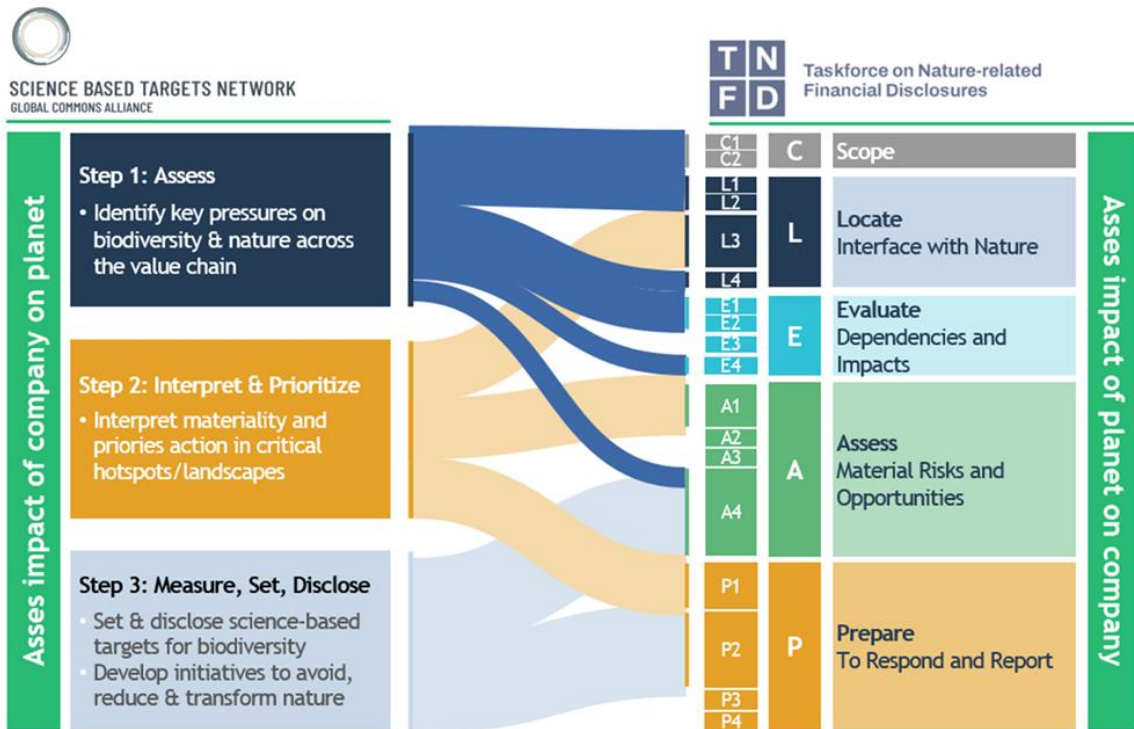 SCIENCE BASED TARGETS NETWORK
GLOBAL COMMONS ALLIANCE
Asses impact of company on planet
Step 1: Assess
• Identify key pressures on
biodiversity & nature across
the value chain
Step 2: Interpret & Prioritize
• Interpret materiality and
priories action in critical
hotspots/landscapes
Step 3: Measure, Set, Disclose
• Set & disclose science-based
targets for biodiversity
• Develop initiatives to avoid,
reduce & transform nature
T N
F D
Taskforce on Nature-related
Financial Disclosures
C1
C2
C
Scope
L1
L2
L3
L4
L
Locate
Interface with Nature
E1
E2
E3
E4
E
Evaluate
Dependencies and
Impacts
A1
A2
A3
A4
A
Assess
Material Risks and
Opportunities
P1
P2
P3
P4
P
Prepare
To Respond and Report
Asses impact of planet on company